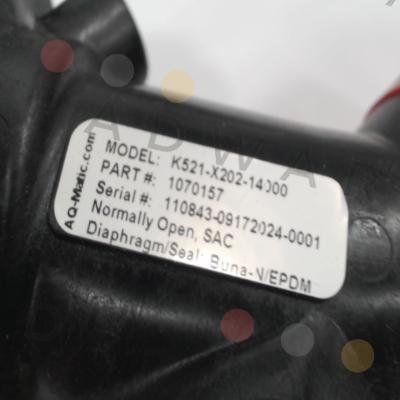 AQ-Matic.com
MODEL: K521-X202-14000
PART #: 1070157
Serial #: 110843-09172024-0001
Normally Open, SAC
Diaphragm/Seal: Buna-N/EPDM
ADWA